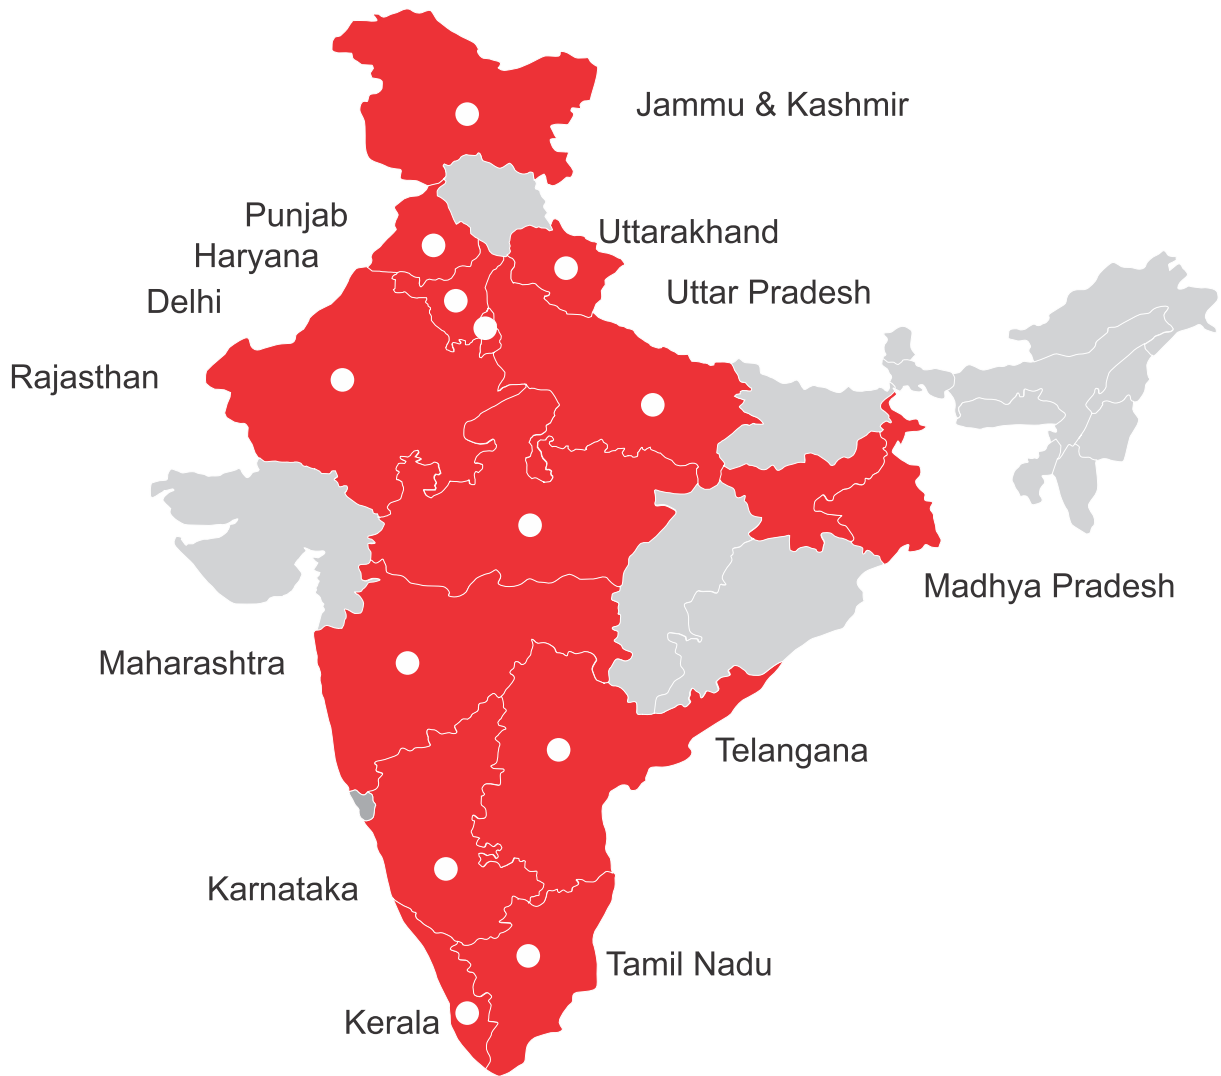 Jammu & Kashmir
Punjab
Uttarakhand
Haryana
Uttar Pradesh
Delhi
Rajasthan
Madhya Pradesh
Maharashtra
Telangana
Karnataka
Tamil Nadu
Kerala